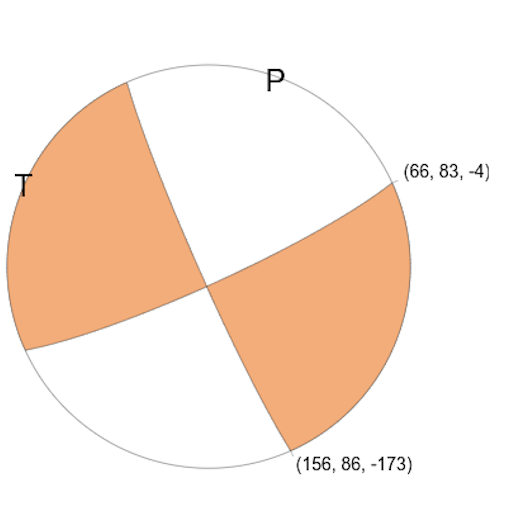 P
(66, 83, -4)
T
(156, 86, -173)